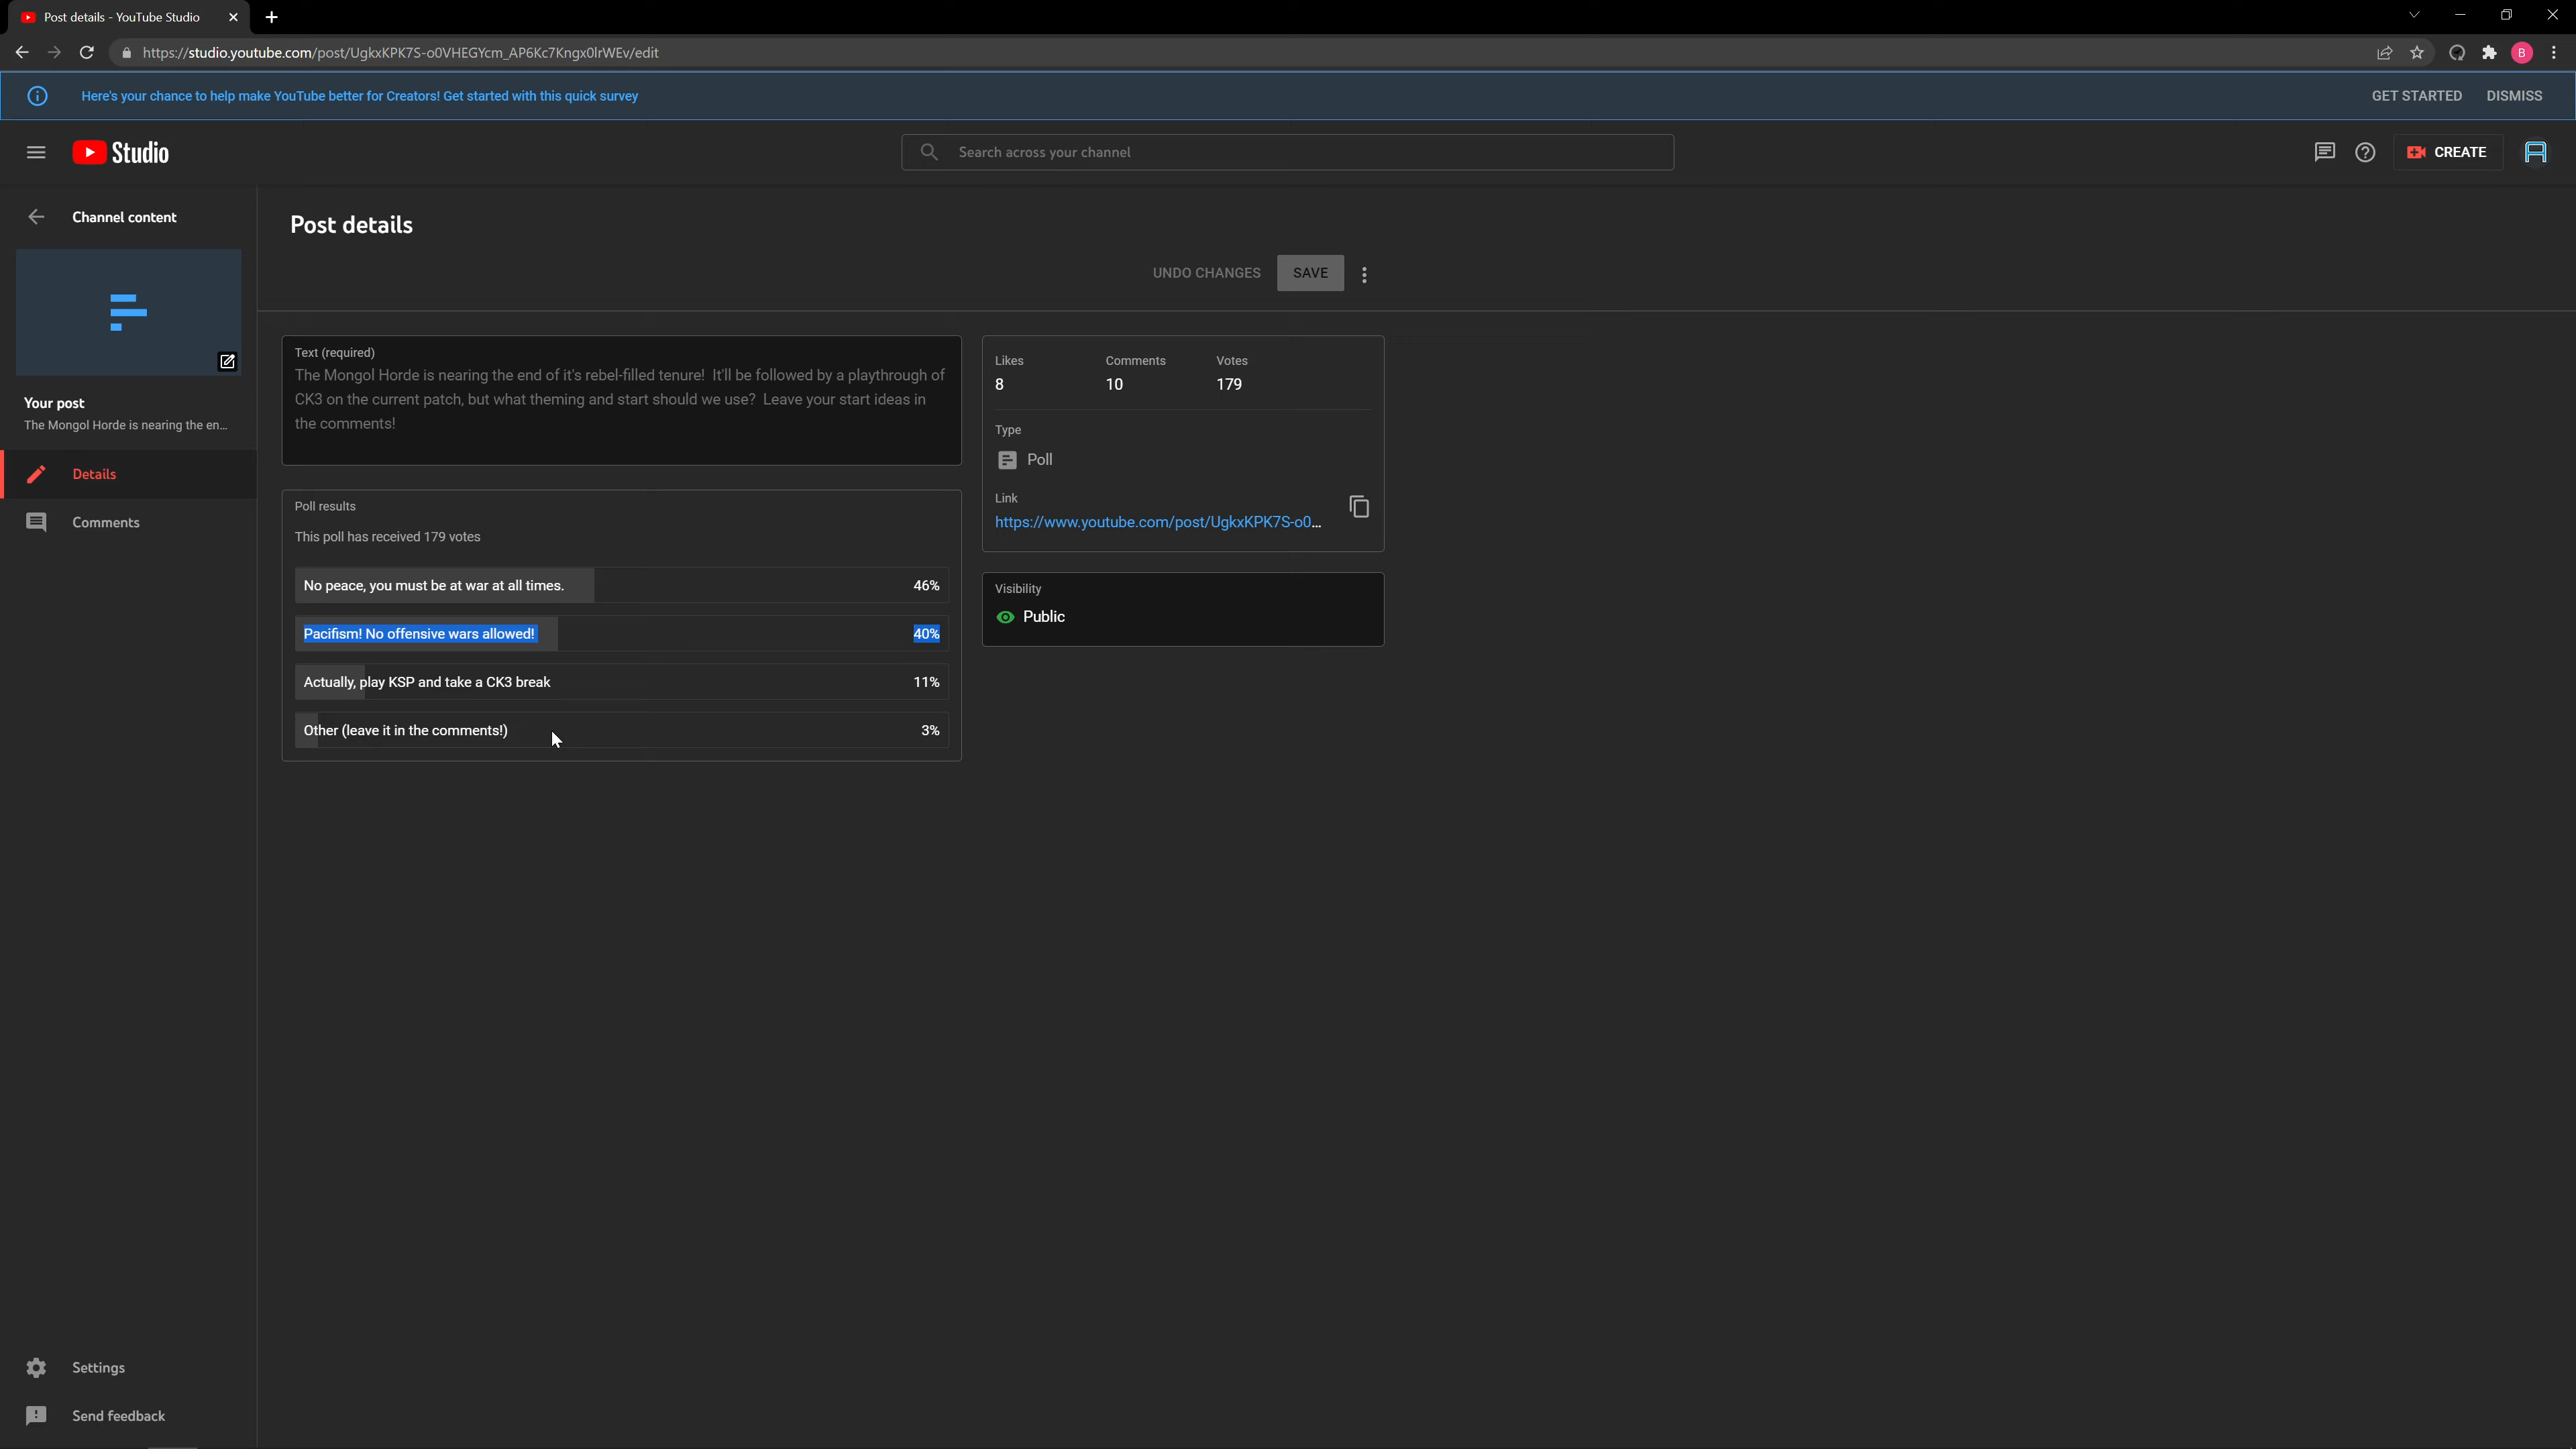 Post details - YouTube Studio
https://studio.youtube.com/post/UgkxKPK7S-o0VHEGYcm_AP6Kc7Kngx0lrWEv/edit
B
Here's your chance to help make YouTube better for Creators! Get started with this quick survey
GET STARTED
DISMISS
Studio
Search across your channel
CREATE
Channel content
Your post
The Mongol Horde is nearing the en...
Details
Comments
Settings
Send feedback
Post details
UNDO CHANGES
SAVE
Text (required)
The Mongol Horde is nearing the end of it's rebel-filled tenure! It'll be followed by a playthrough of
CK3 on the current patch, but what theming and start should we use? Leave your start ideas in
the comments!
Poll results
This poll has received 179 votes
No peace, you must be at war at all times. 46%
Pacifism! No offensive wars allowed! 40%
Actually, play KSP and take a CK3 break 11%
Other (leave it in the comments!) 3%
Likes Comments Votes
8 10 179
Type
Poll
Link
https://www.youtube.com/post/UgkxKPK7S-o0...
Visibility
Public